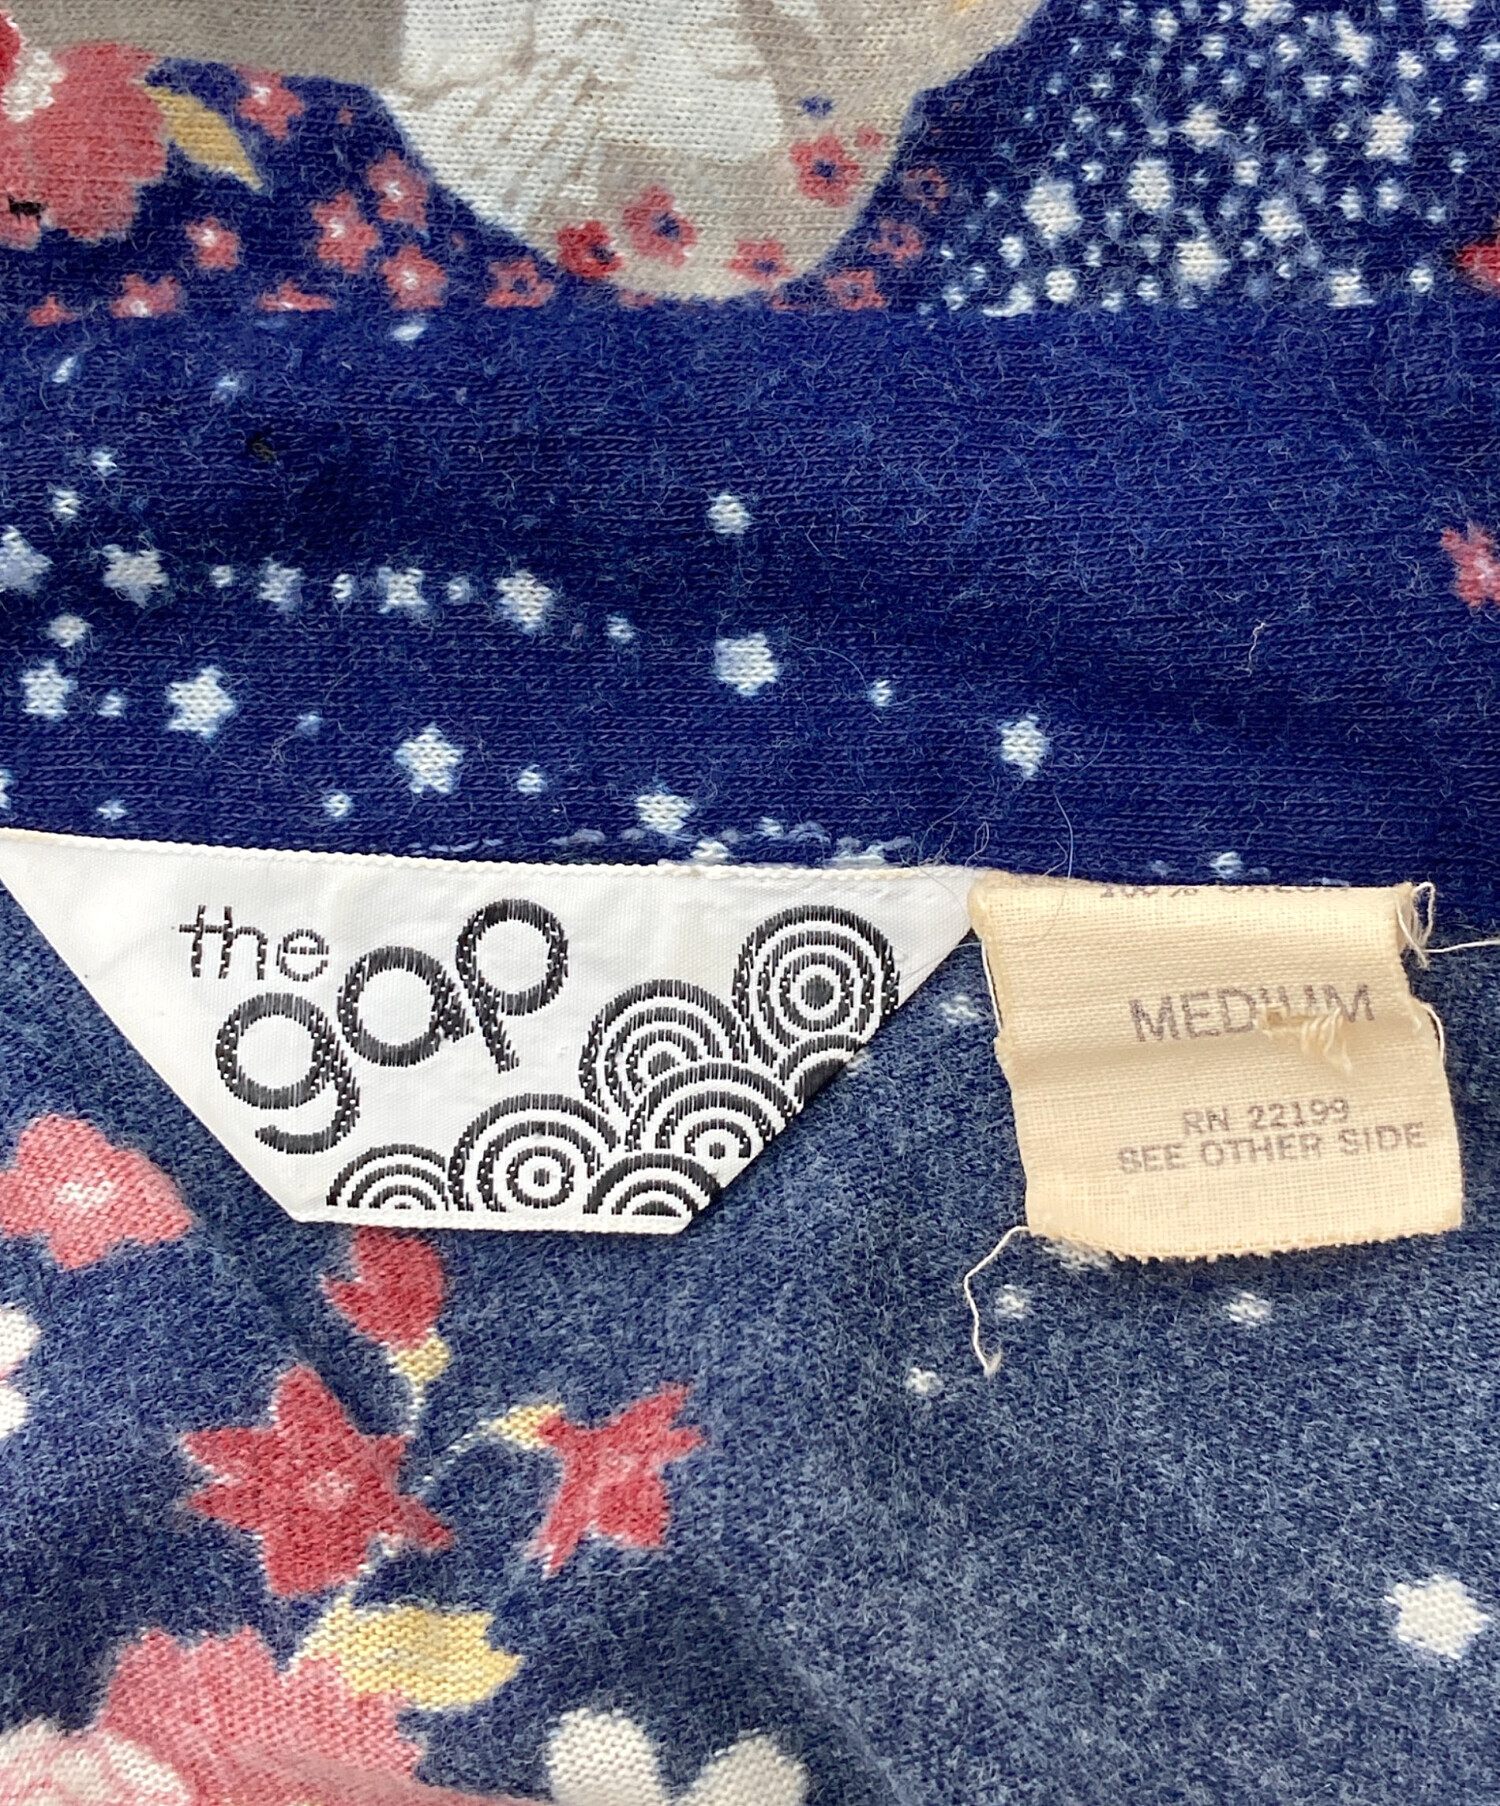 the
gap
MEDIUM
RN 22199
SEE OTHER SIDE